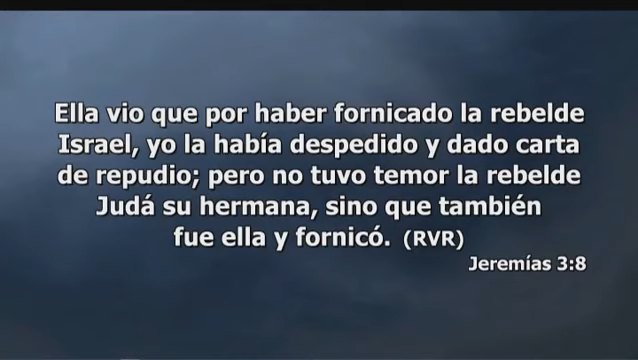 Ella vio que por haber fornicado la rebelde
Israel, yo la había despedido y dado carta
de repudio; pero no tuvo temor la rebelde
Judá su hermana, sino que también
fue ella y fornicó. (RVR)
Jeremías 3:8